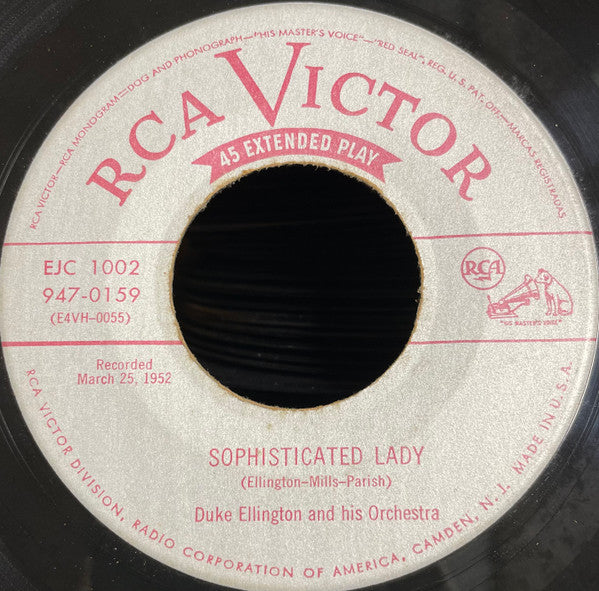 RCA VICTOR—RCA MONOGRAM—DOG AND PHONOGRAPH—"HIS MASTER'S VOICE"—"RED SEAL", REG. U. S. PAT. OFF.—MARCAS REGISTRADAS
RCA VICTOR
45 EXTENDED PLAY
EJC 1002
947-0159
(E4VH-0055)
RCA
"HIS MASTER'S VOICE"
Recorded
March 25, 1952
SOPHISTICATED LADY
(Ellington-Mills-Parish)
Duke Ellington and his Orchestra
RCA VICTOR DIVISION, RADIO CORPORATION OF AMERICA, CAMDEN, N. J. MADE IN U.S.A.